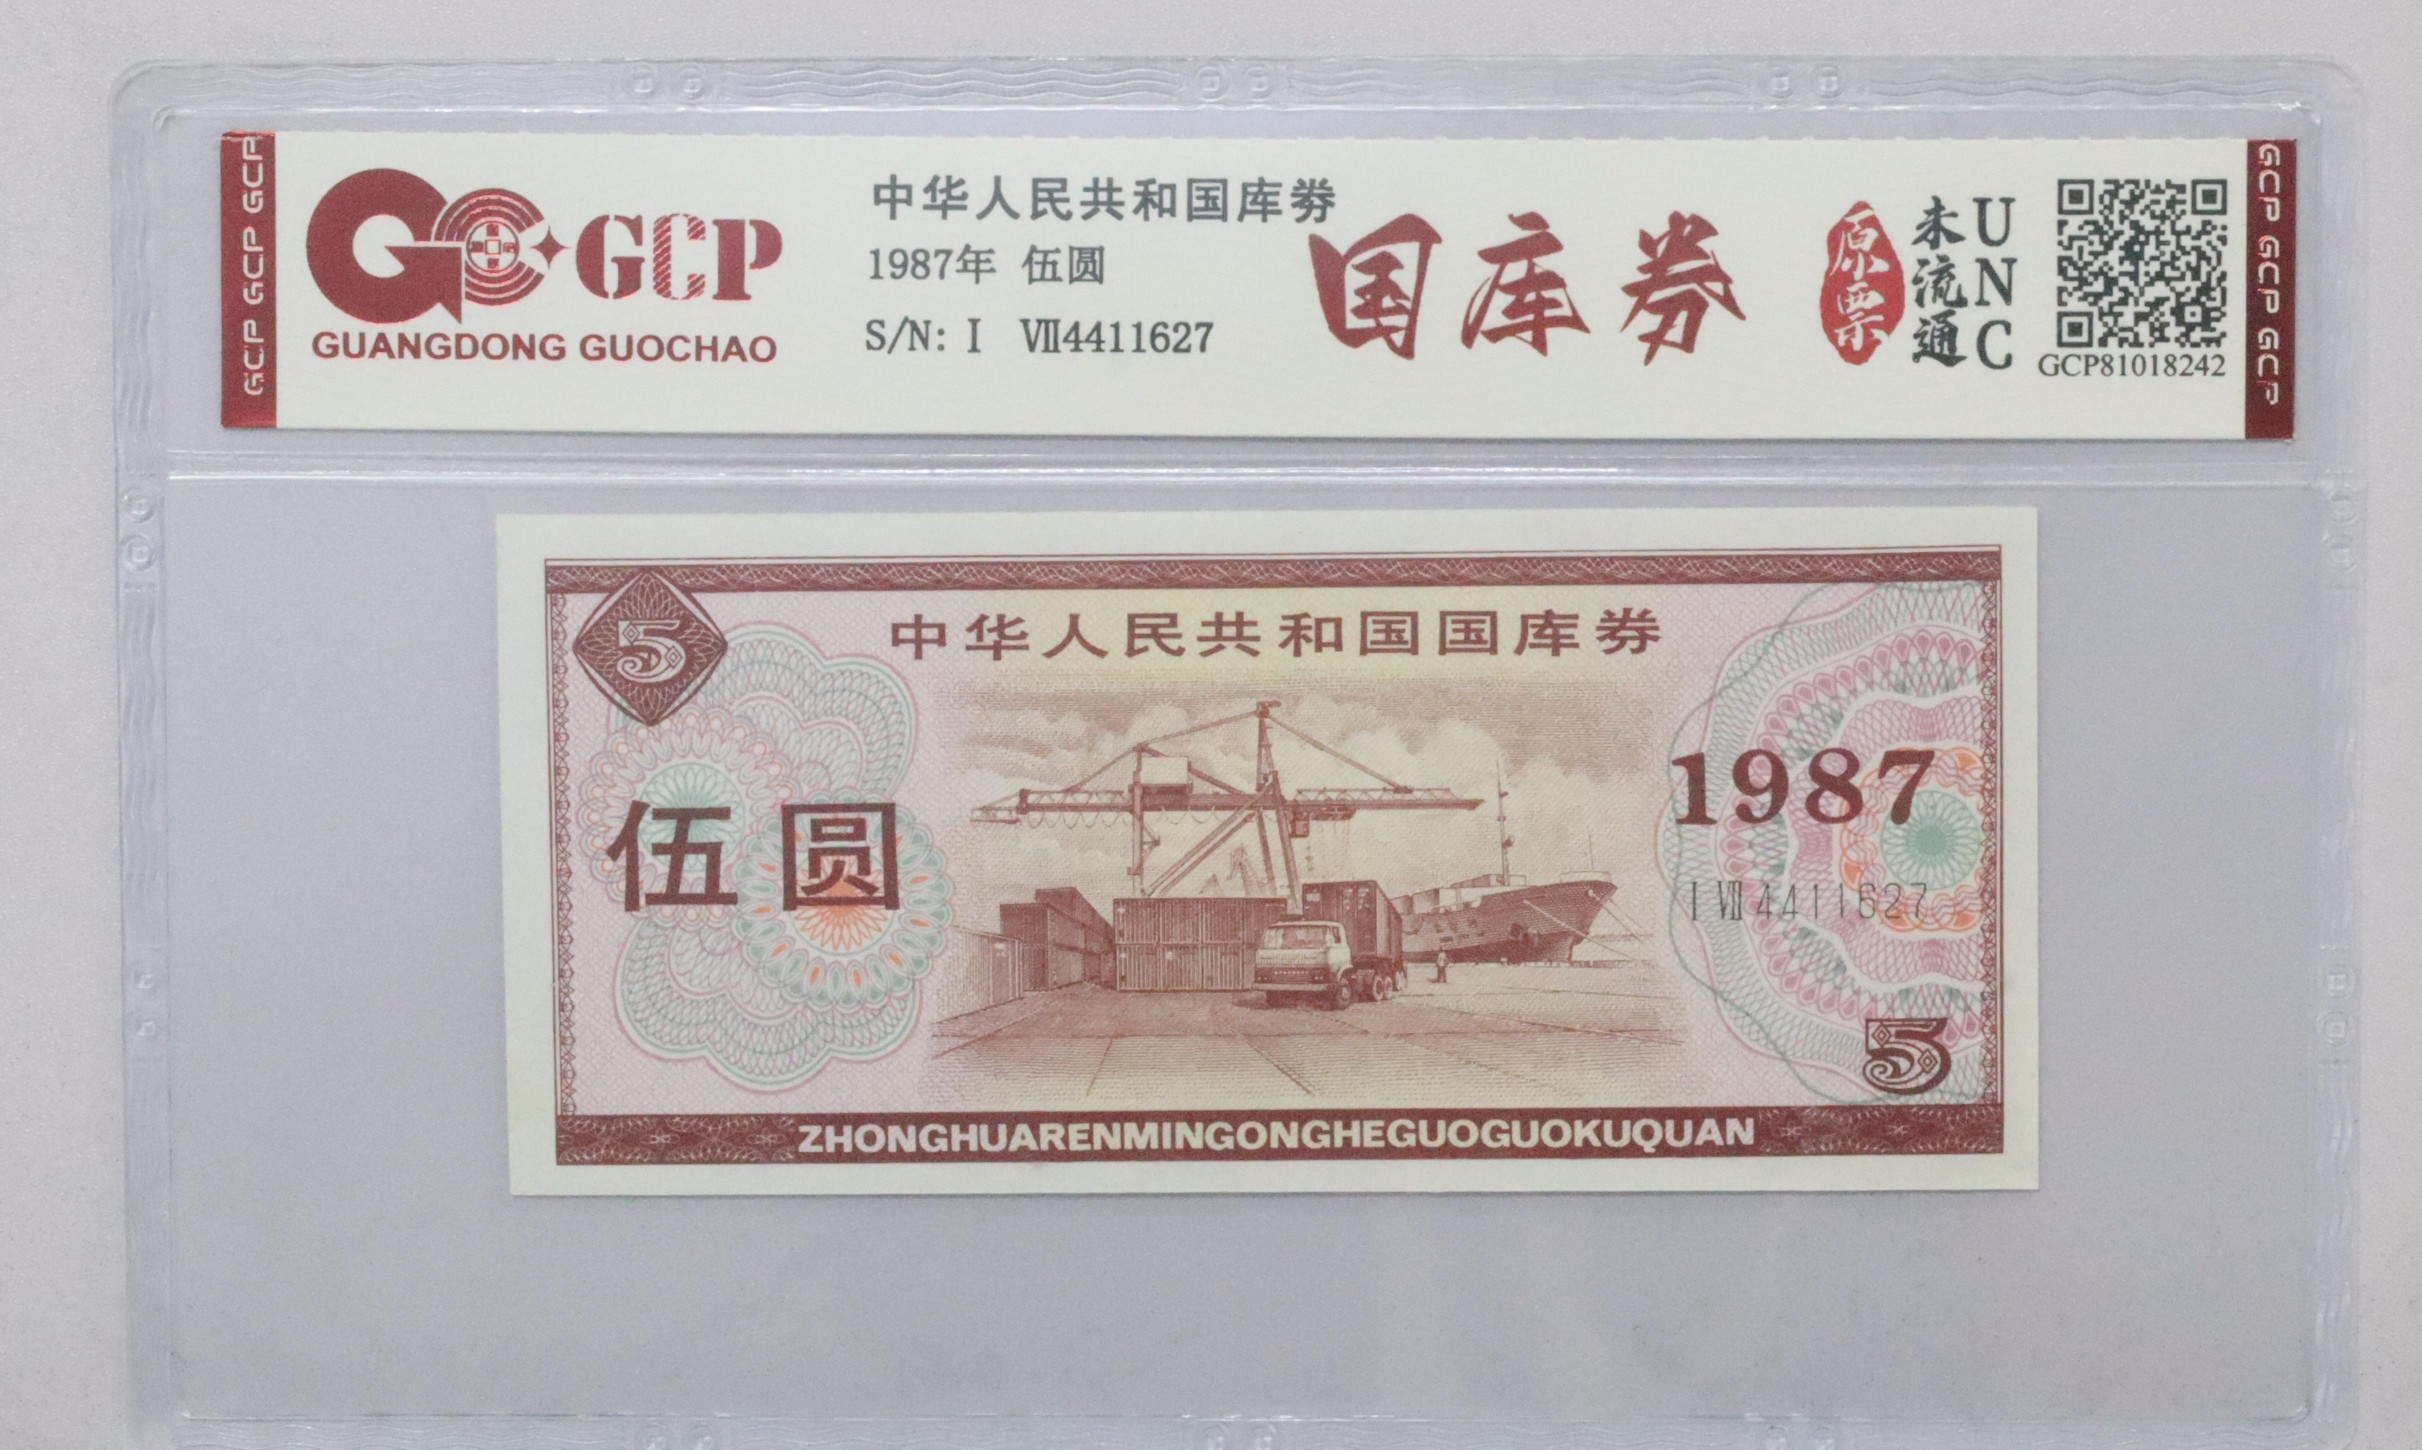 GCP GCP GCP
GCP
GUANGDONG GUOCHAO
中华人民共和国库券
1987年 伍圆
S/N: I Ⅶ4411627
国库券
原票
未流通
UNC
GCP81018242
GCP GCP GCP
5
中华人民共和国国库券
伍圆
1987
I Ⅶ 4411627
5
ZHONGHUARENMINGONGHEGUOGUOKUQUAN